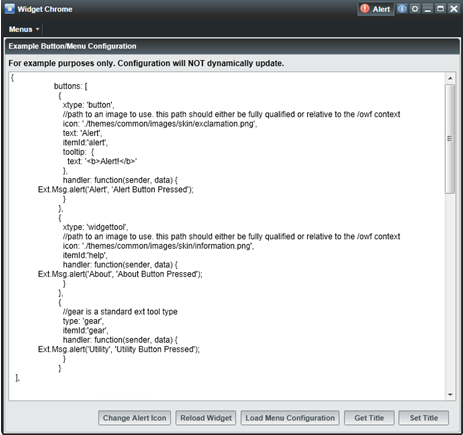 Widget Chrome
Alert
Menus
Example Button/Menu Configuration
For example purposes only. Configuration will NOT dynamically update.
{
buttons: [
{
xtype: 'button',
//path to an image to use. this path should either be fully qualified or relative to the /owf context
icon: './themes/common/images/skin/exclamation.png',
text: 'Alert',
itemId:'alert',
tooltip:  {
text: '<b>Alert!</b>'
},
handler: function(sender, data) {
Ext.Msg.alert('Alert', 'Alert Button Pressed');
}
},
{
xtype: 'widgettool',
//path to an image to use. this path should either be fully qualified or relative to the /owf context
icon: './themes/common/images/skin/information.png',
itemId:'help',
handler: function(sender, data) {
Ext.Msg.alert('About', 'About Button Pressed');
}
},
{
//gear is a standard ext tool type
type: 'gear',
itemId:'gear',
handler: function(sender, data) {
Ext.Msg.alert('Utility', 'Utility Button Pressed');
}
}
],
Change Alert Icon
Reload Widget
Load Menu Configuration
Get Title
Set Title